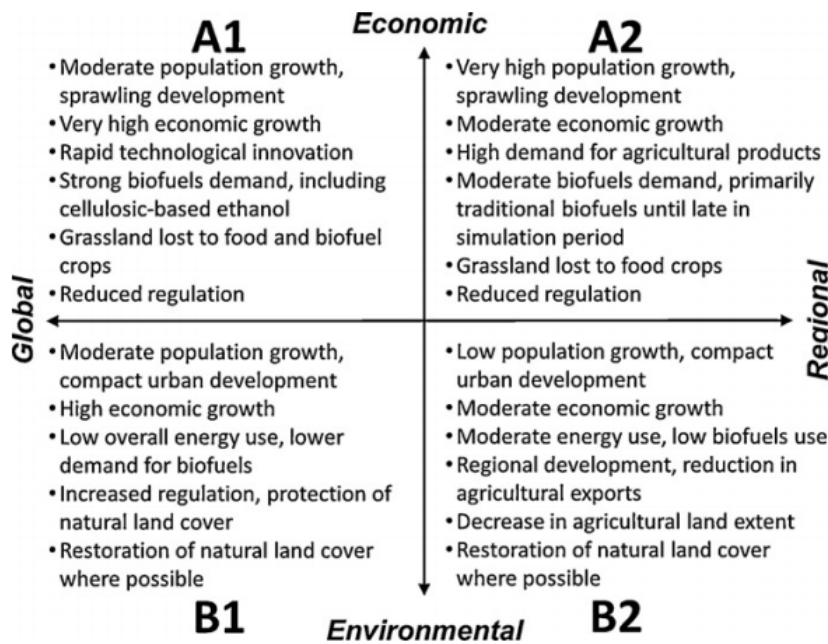 A1
Economic
A2
• Moderate population growth,
sprawling development
• Very high economic growth
• Rapid technological innovation
• Strong biofuels demand, including
cellulosic-based ethanol
• Grassland lost to food and biofuel
crops
• Reduced regulation
• Very high population growth,
sprawling development
• Moderate economic growth
• High demand for agricultural products
• Moderate biofuels demand, primarily
traditional biofuels until late in
simulation period
• Grassland lost to food crops
• Reduced regulation
Global
Regional
• Moderate population growth,
compact urban development
• High economic growth
• Low overall energy use, lower
demand for biofuels
• Increased regulation, protection of
natural land cover
• Restoration of natural land cover
where possible
• Low population growth, compact
urban development
• Moderate economic growth
• Moderate energy use, low biofuels use
• Regional development, reduction in
agricultural exports
• Decrease in agricultural land extent
• Restoration of natural land cover
where possible
B1
Environmental
B2